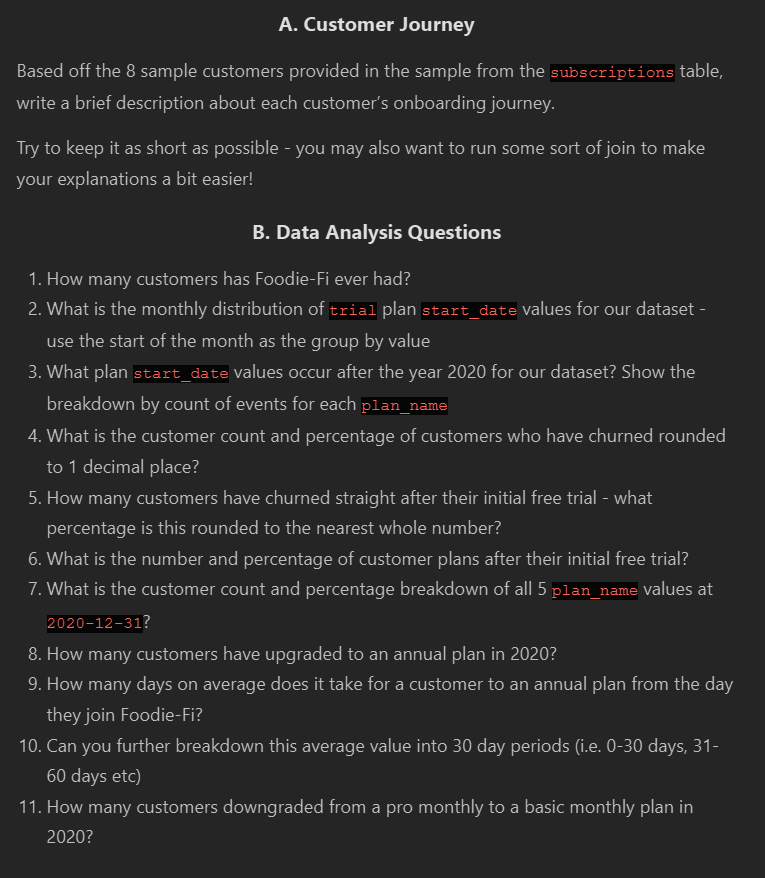 A. Customer Journey
Based off the 8 sample customers provided in the sample from the subscriptions table,
write a brief description about each customer’s onboarding journey.
Try to keep it as short as possible - you may also want to run some sort of join to make
your explanations a bit easier!
B. Data Analysis Questions
1. How many customers has Foodie-Fi ever had?
2. What is the monthly distribution of trial plan start_date values for our dataset -
use the start of the month as the group by value
3. What plan start_date values occur after the year 2020 for our dataset? Show the
breakdown by count of events for each plan_name
4. What is the customer count and percentage of customers who have churned rounded
to 1 decimal place?
5. How many customers have churned straight after their initial free trial - what
percentage is this rounded to the nearest whole number?
6. What is the number and percentage of customer plans after their initial free trial?
7. What is the customer count and percentage breakdown of all 5 plan_name values at
2020-12-31?
8. How many customers have upgraded to an annual plan in 2020?
9. How many days on average does it take for a customer to an annual plan from the day
they join Foodie-Fi?
10. Can you further breakdown this average value into 30 day periods (i.e. 0-30 days, 31-
60 days etc)
11. How many customers downgraded from a pro monthly to a basic monthly plan in
2020?